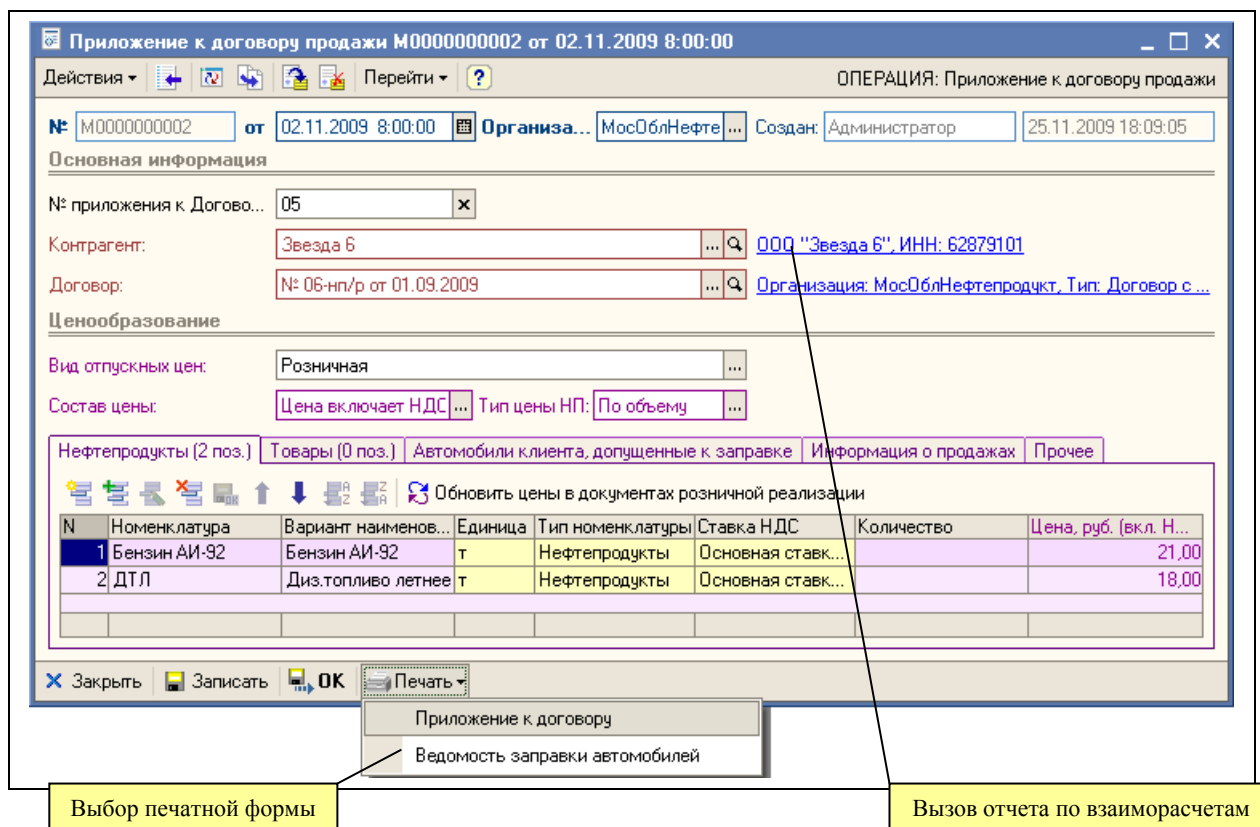 Приложение к договору продажи М0000000002 от 02.11.2009 8:00:00
Действия Перейти ? ОПЕРАЦИЯ: Приложение к договору продажи
№ М0000000002 от 02.11.2009 8:00:00 Организа... МосОблНефте ... Создан: Администратор 25.11.2009 18:09:05
Основная информация
№ приложения к Догово... 05
Контрагент: Звезда 6 ... ООО "Звезда 6", ИНН: 62879101
Договор: № 06-нп/р от 01.09.2009 ... Организация: МосОблНефтепродукт, Тип: Договор с ...
Ценообразование
Вид отпускных цен: Розничная ...
Состав цены: Цена включает НДС ... Тип цены НП: По объему ...
Нефтепродукты (2 поз.) Товары (0 поз.) Автомобили клиента, допущенные к заправке Информация о продажах Прочее
Обновить цены в документах розничной реализации
N Номенклатура Вариант наименов... Единица Тип номенклатуры Ставка НДС Количество Цена, руб. (вкл. Н...
1 Бензин АИ-92 Бензин АИ-92 т Нефтепродукты Основная ставк... 21,00
2 ДТЛ Диз.топливо летнее т Нефтепродукты Основная ставк... 18,00
Закрыть Записать ОК Печать
Приложение к договору
Ведомость заправки автомобилей
Выбор печатной формы Вызов отчета по взаиморасчетам